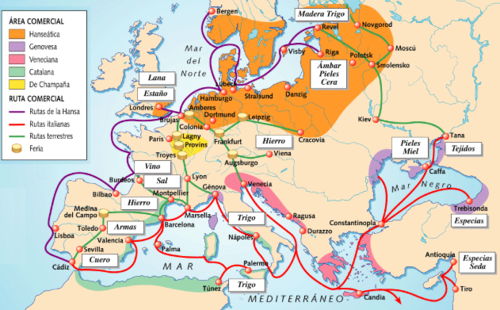 ÁREA COMERCIAL
Hanseática
Genovesa
Veneciana
Catalana
De Champaña
RUTA COMERCIAL
Rutas de la Hansa
Rutas italianas
Rutas terrestres
Feria
Bergen
Mar
del
Norte
Madera Trigo
Revel
Novgorod
Visby
Riga
Polotsk
Moscú
Smolensko
Ámbar
Pieles
Cera
Lana
Estaño
Londres
Lübeck
Hamburgo
Stralsund
Danzig
Amberes
Dortmund
Leipzig
Brujas
Colonia
Kiev
Lagny
Provins
París
Troyes
Frankfurt
Hierro
Cracovia
Augsburgo
Viena
Tana
Pieles
Miel
Tejidos
Caffa
Vino
Sal
Burdeos
Lyon
Bilbao
Hierro
Montpellier
Génova
Venecia
Mar Negro
Trebisonda
Especias
Medina
del Campo
Marsella
Trigo
Ragusa
Constantinopla
Armas
Barcelona
Toledo
Durazzo
Lisboa
Valencia
Nápoles
Sevilla
Cuero
Palma
Cádiz
MAR
Palermo
Antioquía
Especias
Seda
Túnez
Trigo
MEDITERRÁNEO
Candia
Tiro